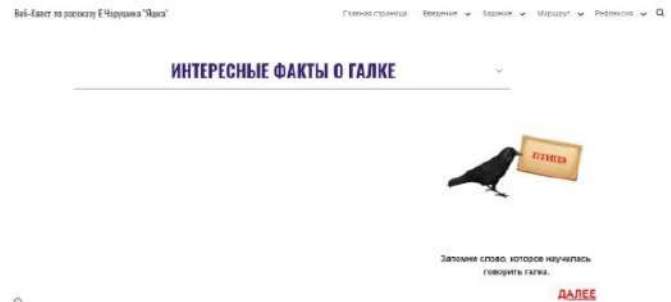 Веб-Квест по рассказу Е.Чарушина "Яшка"
Главная страница Введение Задание Маршрут Рефлексия
ИНТЕРЕСНЫЕ ФАКТЫ О ГАЛКЕ
ПТИЦА
Запомни слово, которое научилась
говорить галка.
ДАЛЕЕ